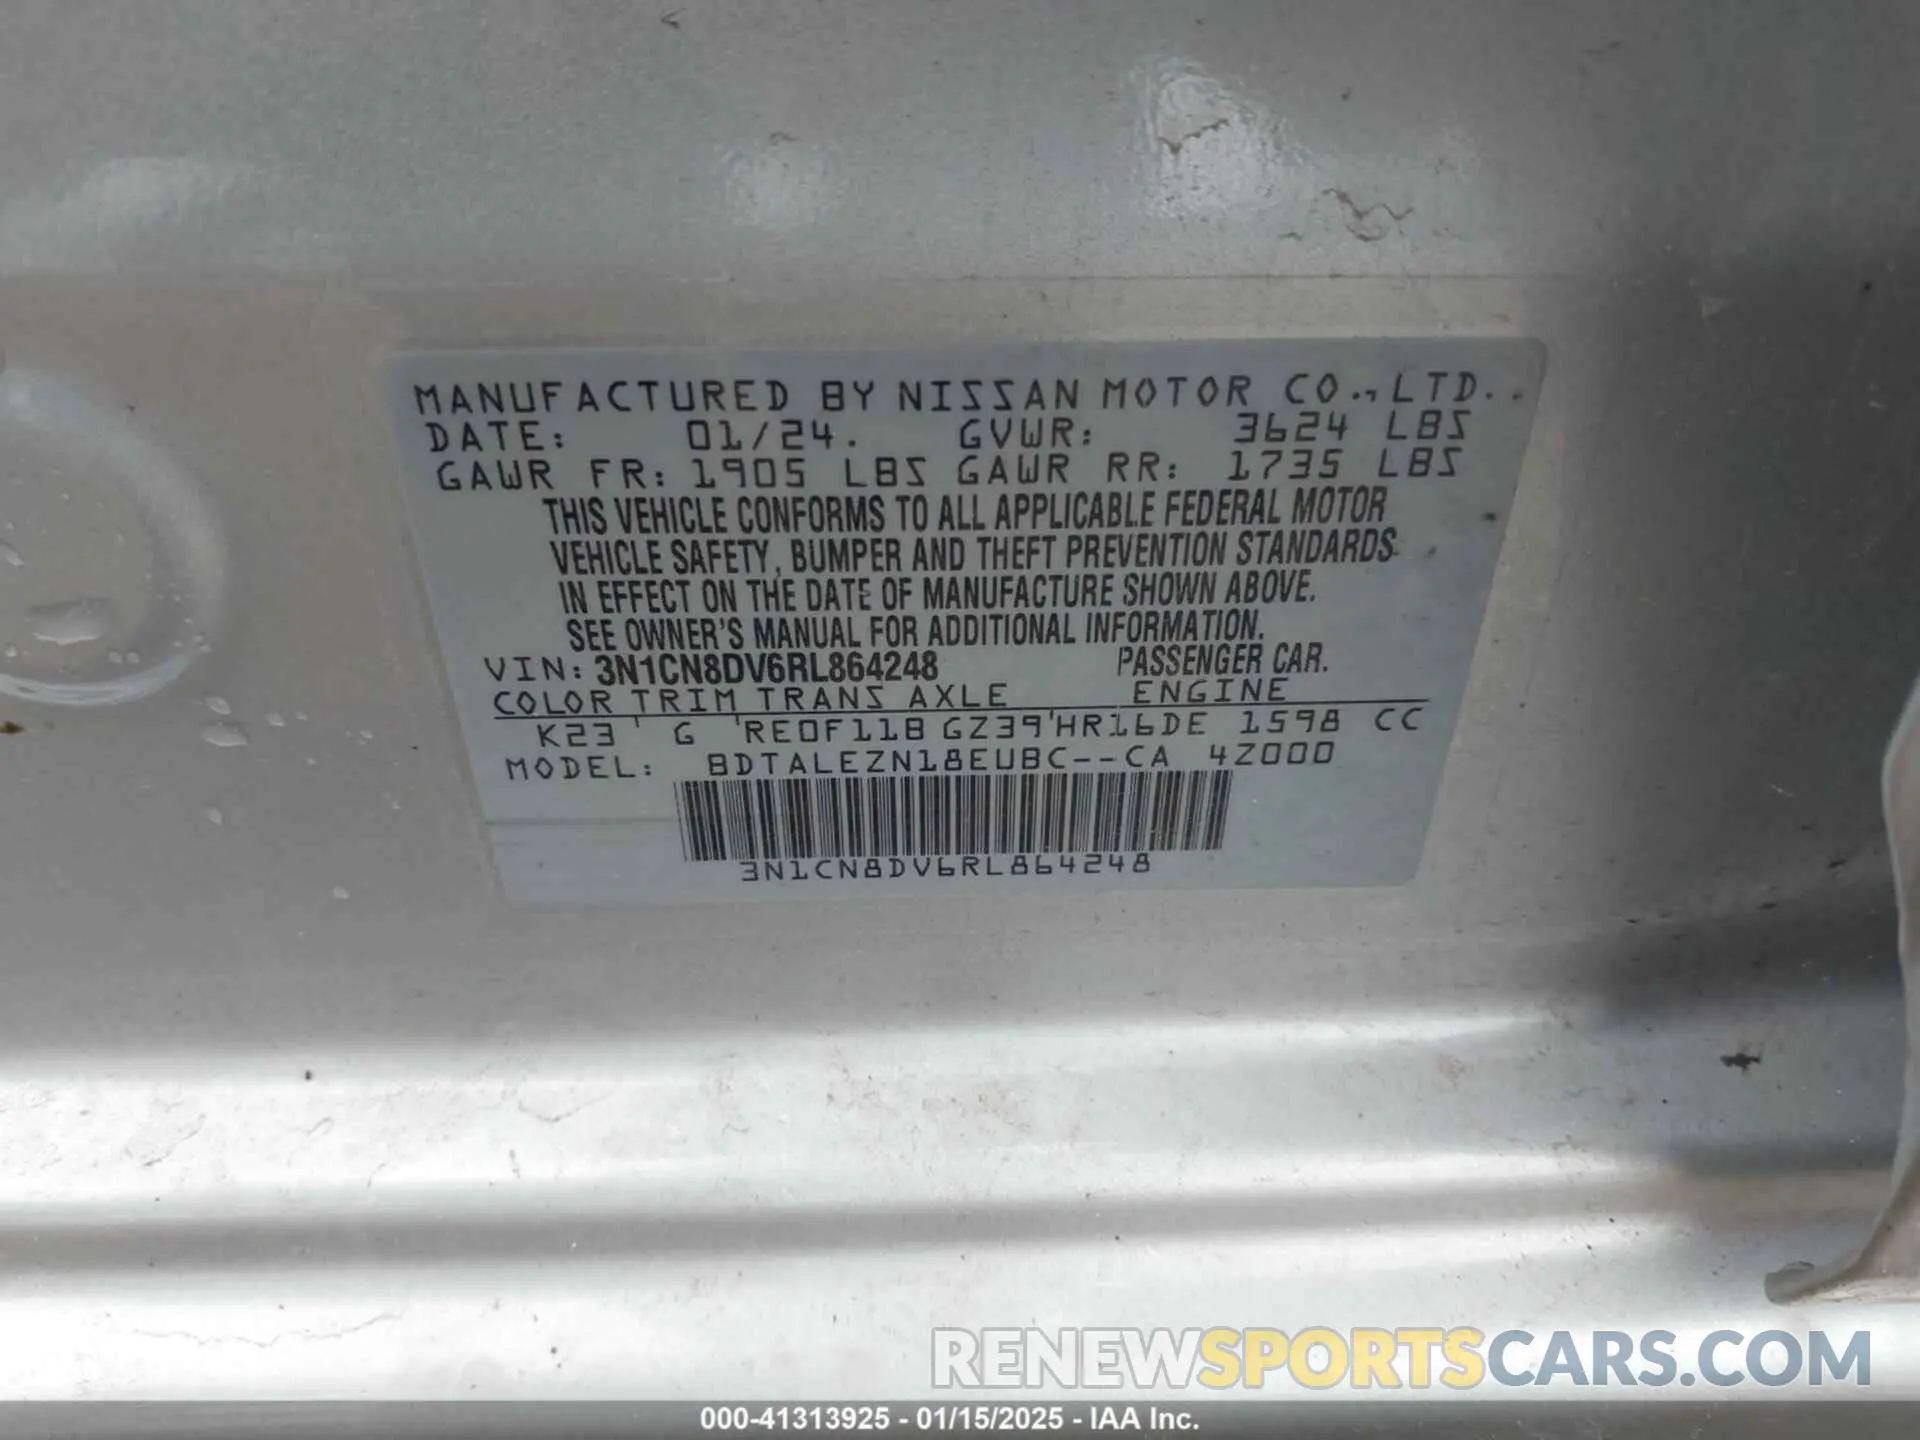 MANUFACTURED BY NISSAN MOTOR CO., LTD.
DATE: 01/24. GVWR: 3624 LBS
GAWR FR: 1905 LBS GAWR RR: 1735 LBS
THIS VEHICLE CONFORMS TO ALL APPLICABLE FEDERAL MOTOR
VEHICLE SAFETY, BUMPER AND THEFT PREVENTION STANDARDS
IN EFFECT ON THE DATE OF MANUFACTURE SHOWN ABOVE.
SEE OWNER'S MANUAL FOR ADDITIONAL INFORMATION.
VIN: 3N1CN8DV6RL864248 PASSENGER CAR.
COLOR TRIM TRANS AXLE ENGINE
K23 ' G 'RE0F11B GZ39'HR16DE 1598 CC
MODEL: BDTALEZN18EUBC--CA 4Z000
3N1CN8DV6RL864248
RENEWSPORTSCARS.COM
000-41313925 - 01/15/2025 - IAA Inc.